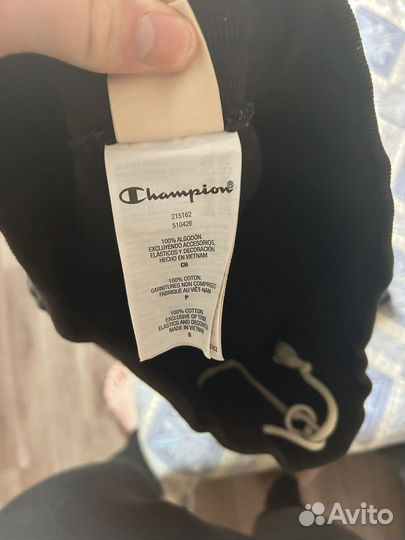 Champion®
215162
510426
100% ALGODÓN.
EXCLUYENDO ACCESORIOS,
ELÁSTICOS Y DECORACIÓN
HECHO EN VIETNAM
CH
100% COTON.
GARNITURES NON COMPRISES
FABRIQUÉ AU VIÊT-NAM
P
100% COTTON.
EXCLUSIVE OF TRIM,
ELASTICS AND DECORATION
MADE IN VIETNAM
S
Avito